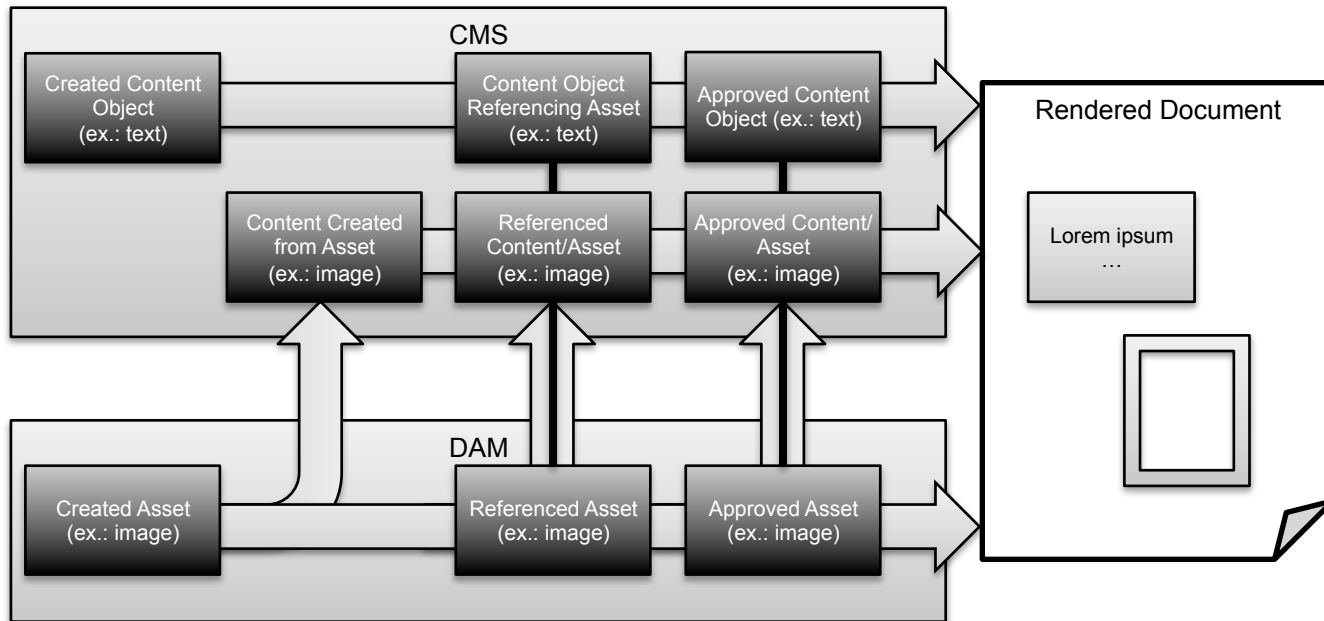 CMS
Created Content
Object
(ex.: text)
Content Object
Referencing Asset
(ex.: text)
Approved Content
Object (ex.: text)
Content Created
from Asset
(ex.: image)
Referenced
Content/Asset
(ex.: image)
Approved Content/
Asset
(ex.: image)
DAM
Created Asset
(ex.: image)
Referenced Asset
(ex.: image)
Approved Asset
(ex.: image)
Rendered Document
Lorem ipsum
…